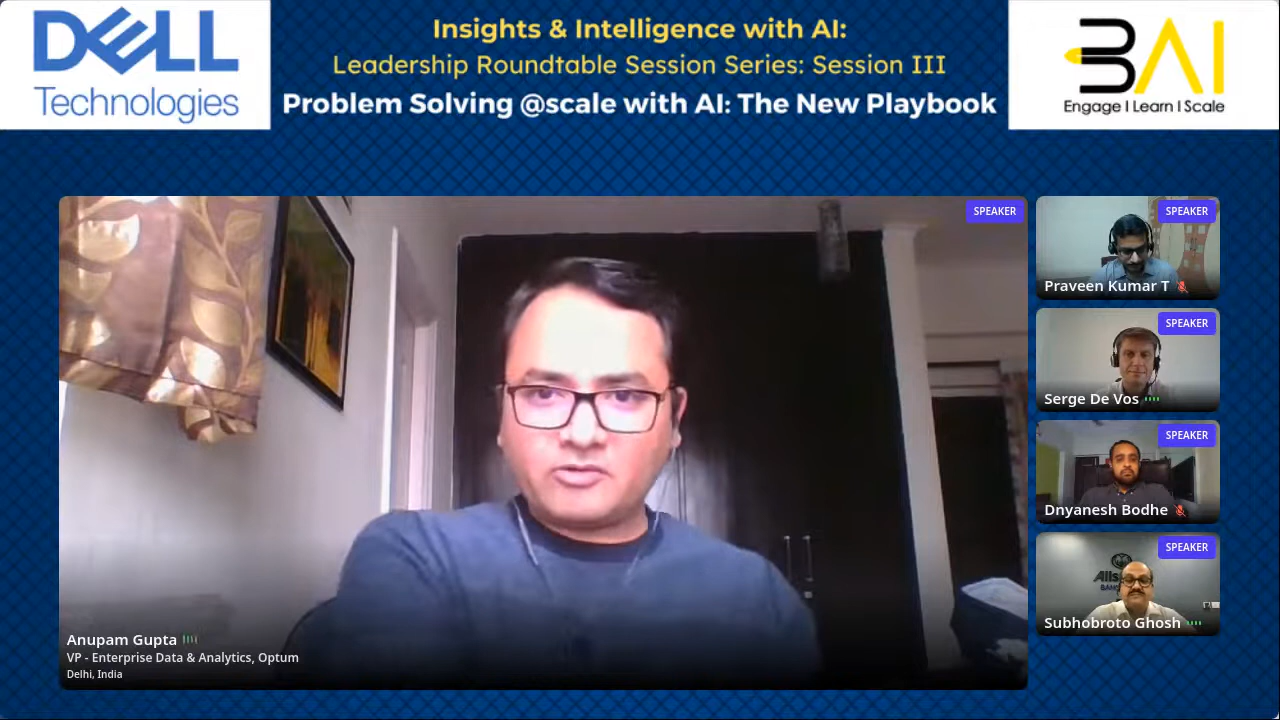 DELL
Technologies
Insights & Intelligence with AI:
Leadership Roundtable Session Series: Session III
Problem Solving @scale with AI: The New Playbook
3AI
Engage I Learn I Scale
SPEAKER
Anupam Gupta
VP - Enterprise Data & Analytics, Optum
Delhi, India
SPEAKER
Praveen Kumar T
SPEAKER
Serge De Vos
SPEAKER
Dnyanesh Bodhe
SPEAKER
Subhobroto Ghosh